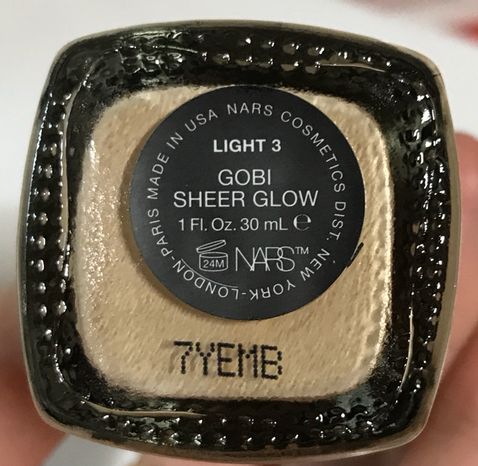 MADE IN USA NARS COSMETICS DIST. NEW YORK-LONDON-PARIS
LIGHT 3
GOBI
SHEER GLOW
1 Fl. Oz. 30 mL ℮
24M NARS™
7YEMB